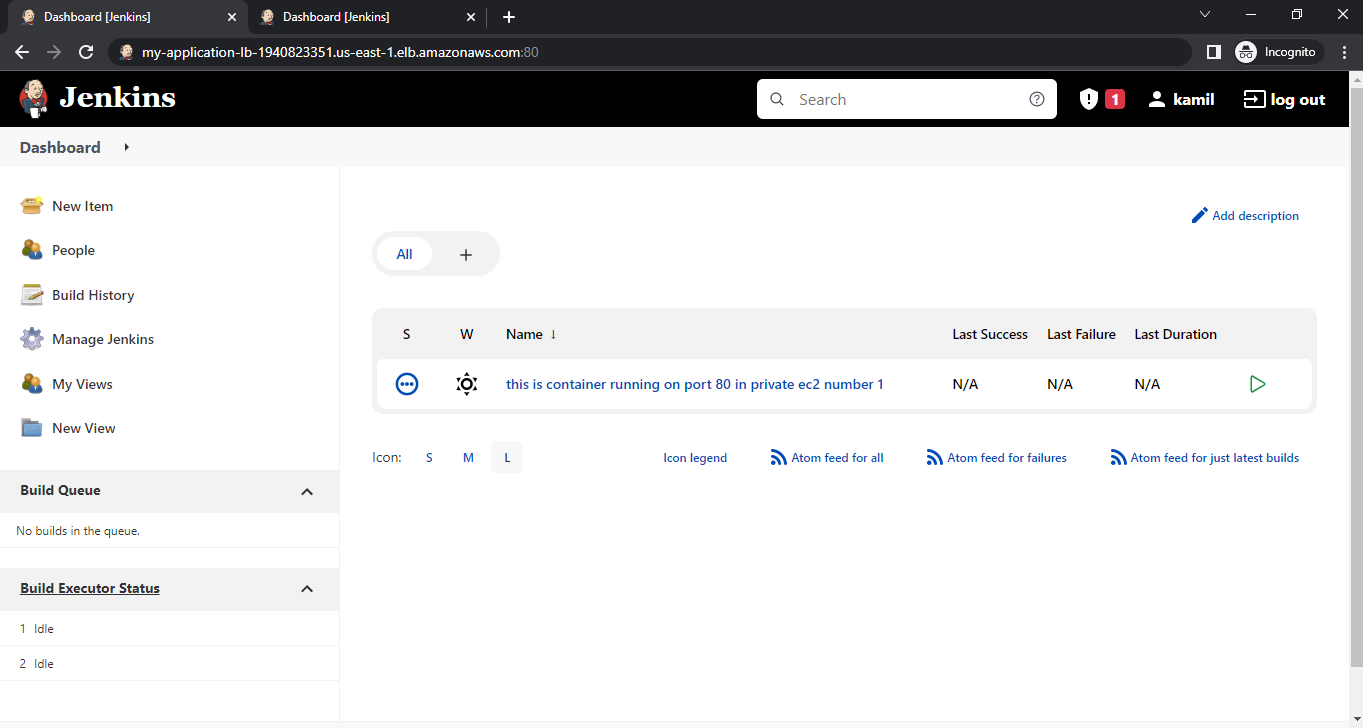 Dashboard [Jenkins]
Dashboard [Jenkins]
my-application-lb-1940823351.us-east-1.elb.amazonaws.com:80
Incognito
Jenkins
Search
1
kamil
log out
Dashboard
New Item
People
Build History
Manage Jenkins
My Views
New View
Build Queue
No builds in the queue.
Build Executor Status
1 Idle
2 Idle
Add description
All +
S W Name ↓ Last Success Last Failure Last Duration
this is container running on port 80 in private ec2 number 1 N/A N/A N/A
Icon: S M L Icon legend Atom feed for all Atom feed for failures Atom feed for just latest builds